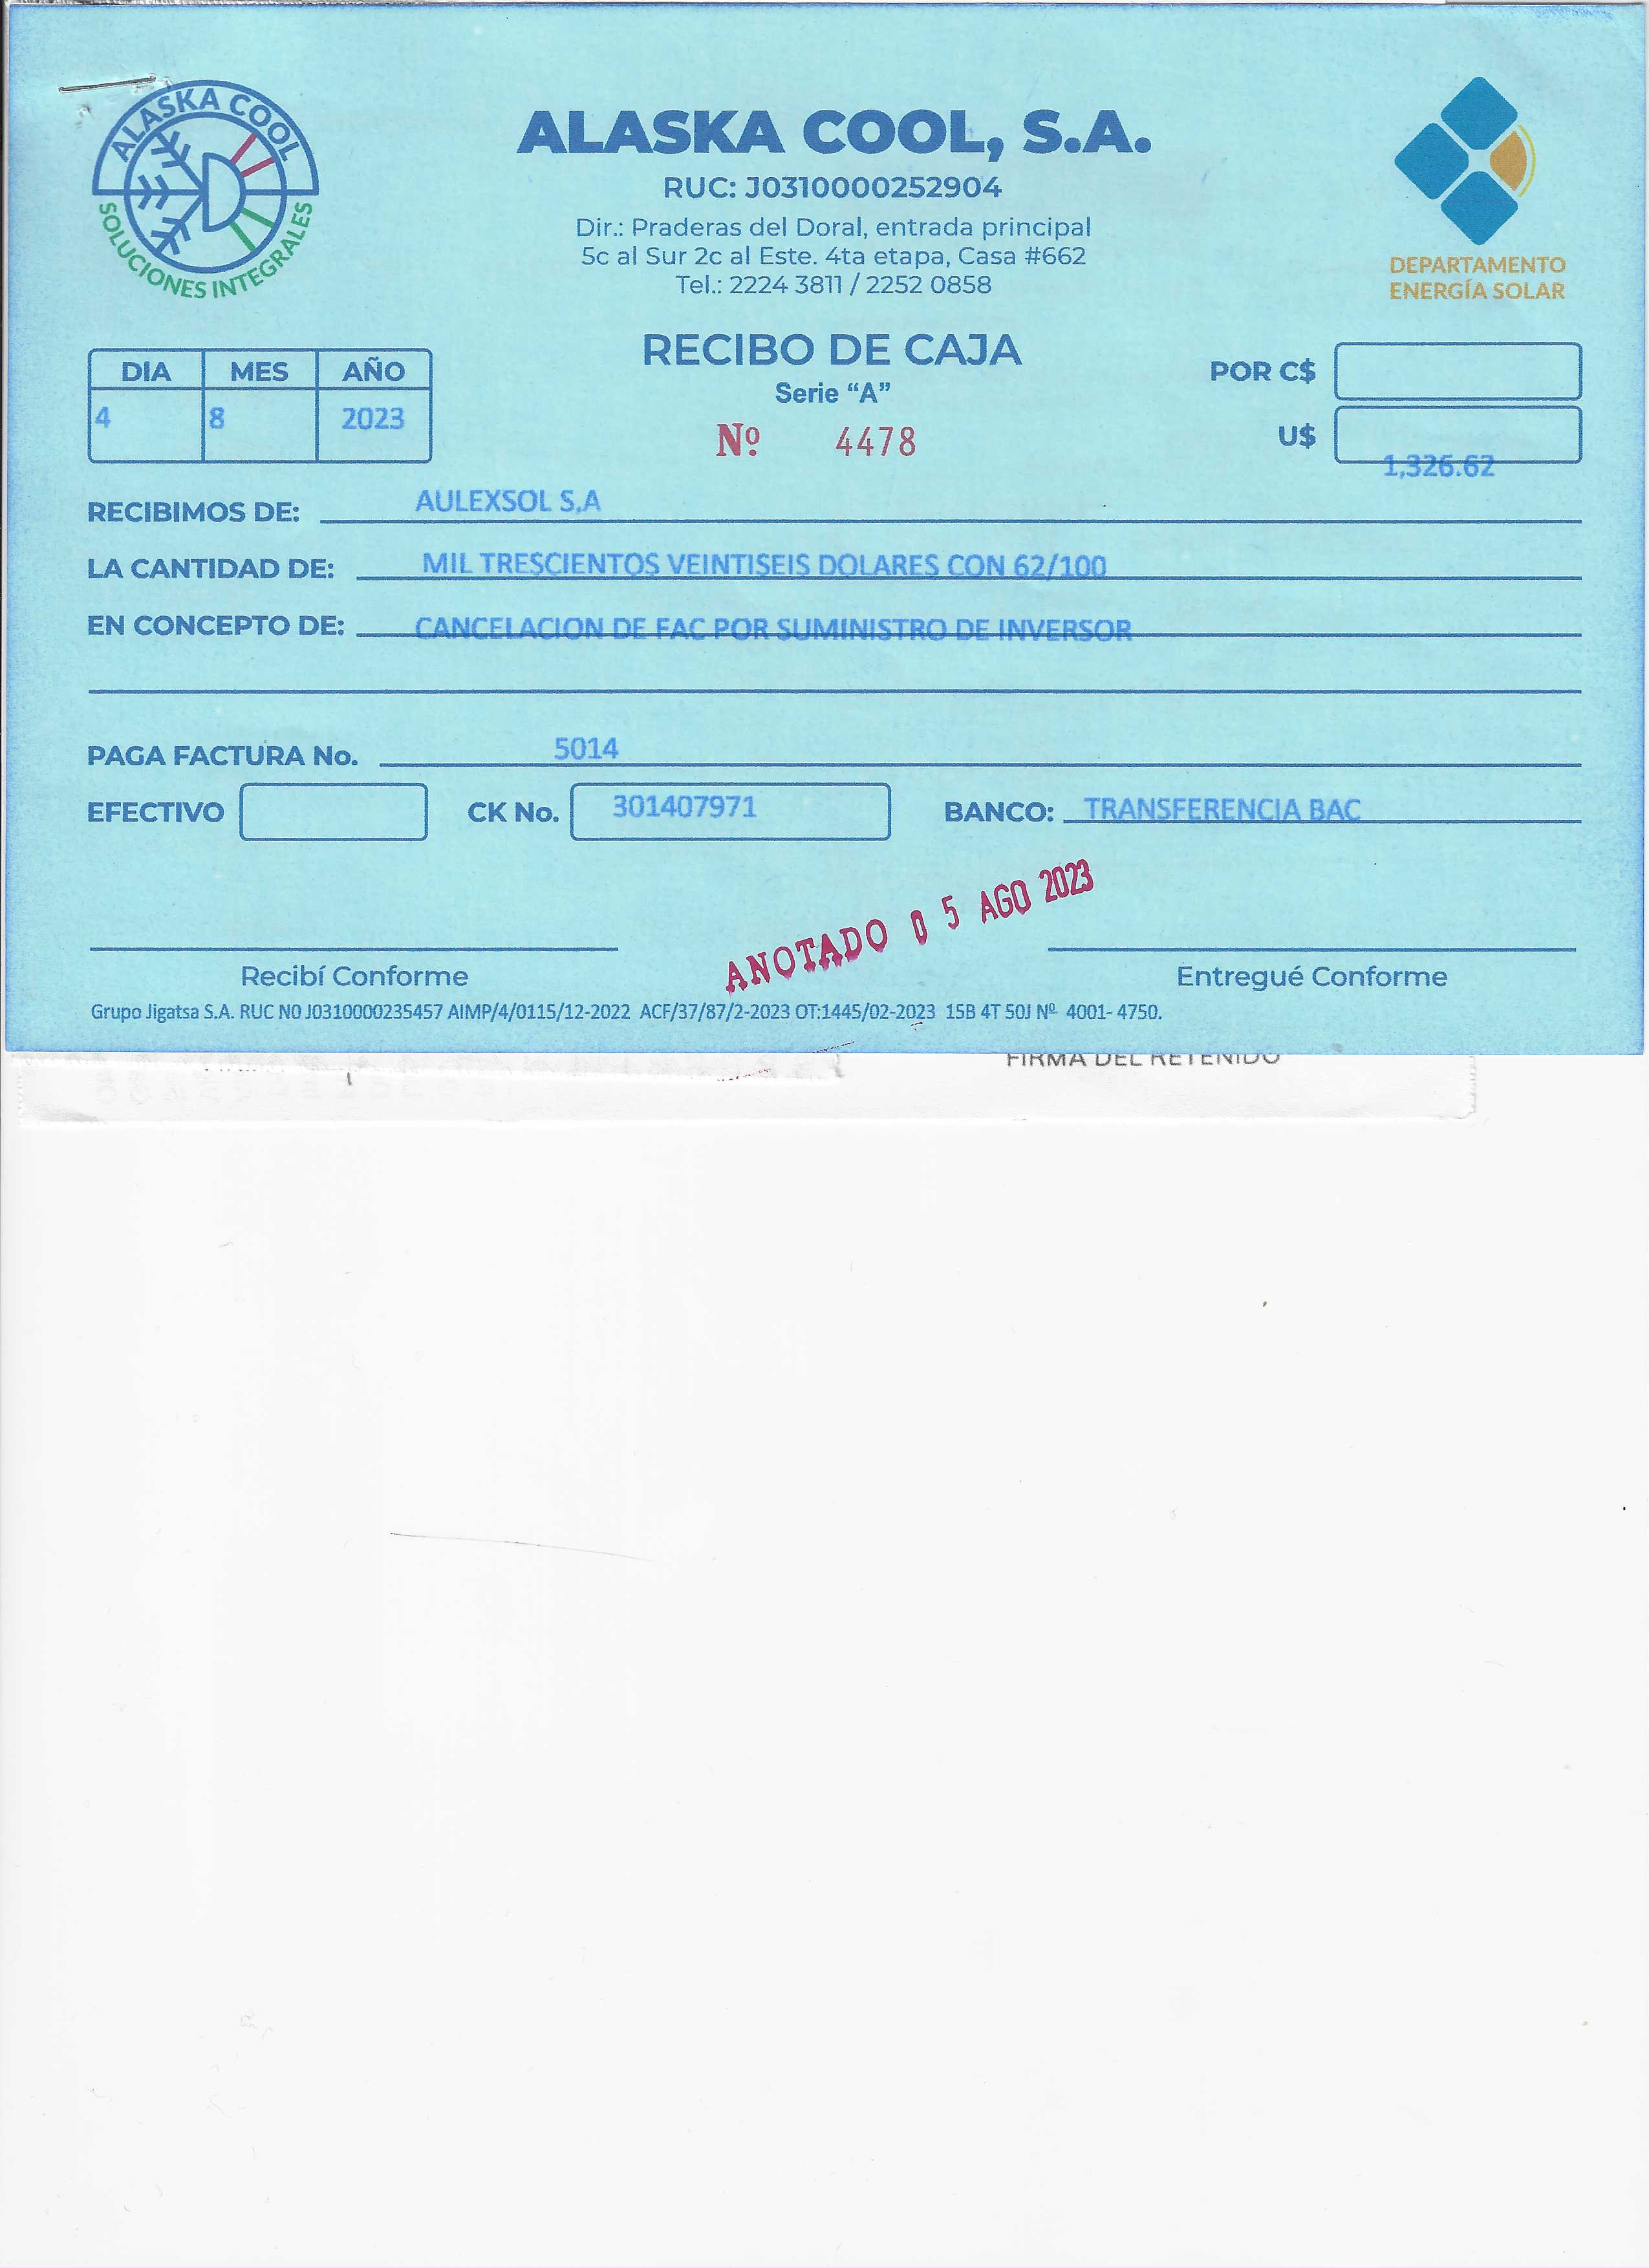 ALASKA COOL
SOLUCIONES INTEGRALES
ALASKA COOL, S.A.
RUC: J0310000252904
Dir.: Praderas del Doral, entrada principal
5c al Sur 2c al Este. 4ta etapa, Casa #662
Tel.: 2224 3811 / 2252 0858
DEPARTAMENTO
ENERGÍA SOLAR
RECIBO DE CAJA
Serie “A”
Nº 4478
DIA MES AÑO
4 8 2023
POR C$
U$ 1,326.62
RECIBIMOS DE: AULEXSOL S,A
LA CANTIDAD DE: MIL TRESCIENTOS VEINTISEIS DOLARES CON 62/100
EN CONCEPTO DE: CANCELACION DE FAC POR SUMINISTRO DE INVERSOR
PAGA FACTURA No. 5014
EFECTIVO CK No. 301407971 BANCO: TRANSFERENCIA BAC
ANOTADO 0 5 AGO 2023
Recibí Conforme Entregué Conforme
Grupo Jigatsa S.A. RUC N0 J0310000235457 AIMP/4/0115/12-2022 ACF/37/87/2-2023 OT:1445/02-2023 15B 4T 50J Nº 4001- 4750.
FIRMA DEL RETENIDO